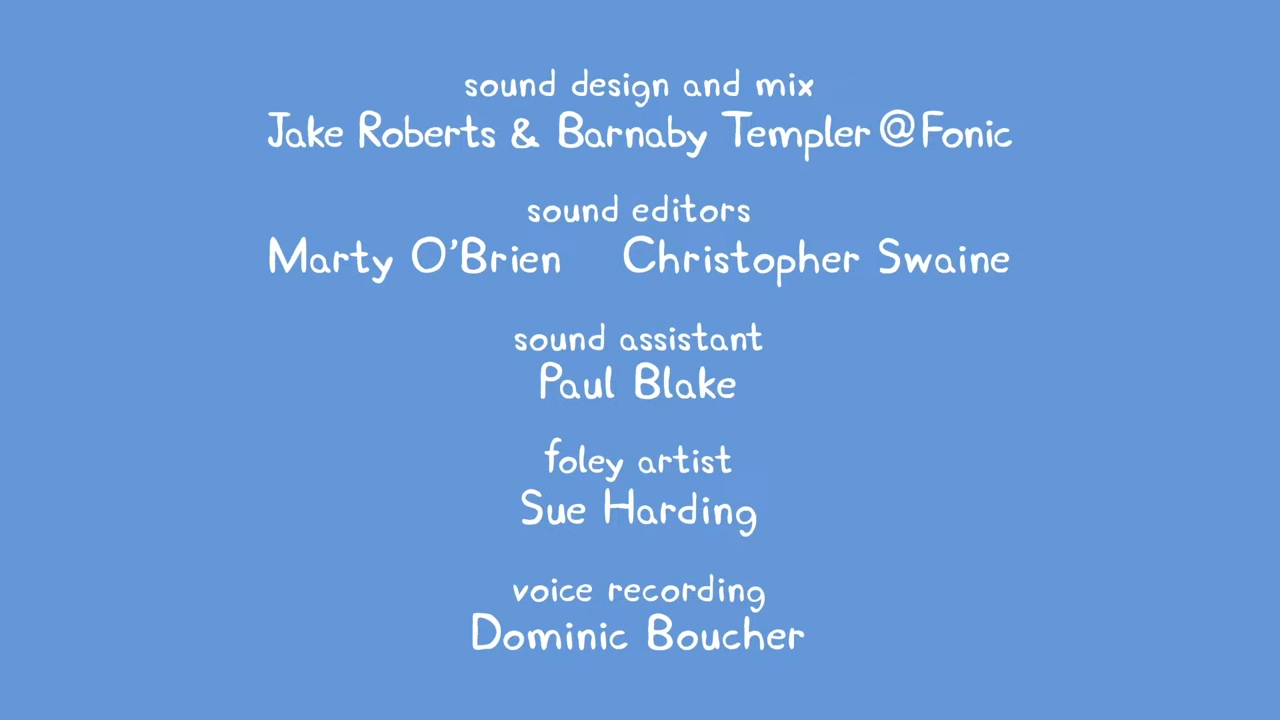 sound design and mix
Jake Roberts & Barnaby Templer @ Fonic
sound editors
Marty O'Brien Christopher Swaine
sound assistant
Paul Blake
foley artist
Sue Harding
voice recording
Dominic Boucher